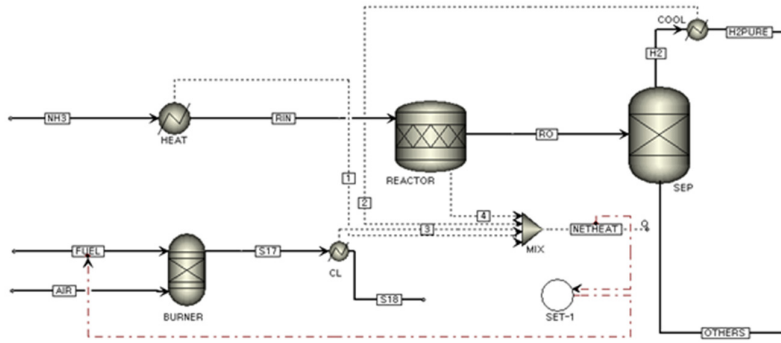 COOL
H2PURE
H2
NH3
HEAT
RIN
REACTOR
RO
SEP
1
2
4
3
MIX
NETHEAT
Q
FUEL
S17
CL
AIR
BURNER
S18
SET-1
OTHERS